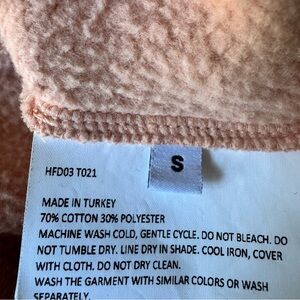 S
HFD03 T021
MADE IN TURKEY
70% COTTON 30% POLYESTER
MACHINE WASH COLD, GENTLE CYCLE. DO NOT BLEACH. DO
NOT TUMBLE DRY. LINE DRY IN SHADE. COOL IRON, COVER
WITH CLOTH. DO NOT DRY CLEAN.
WASH THE GARMENT WITH SIMILAR COLORS OR WASH
SEPARATELY.